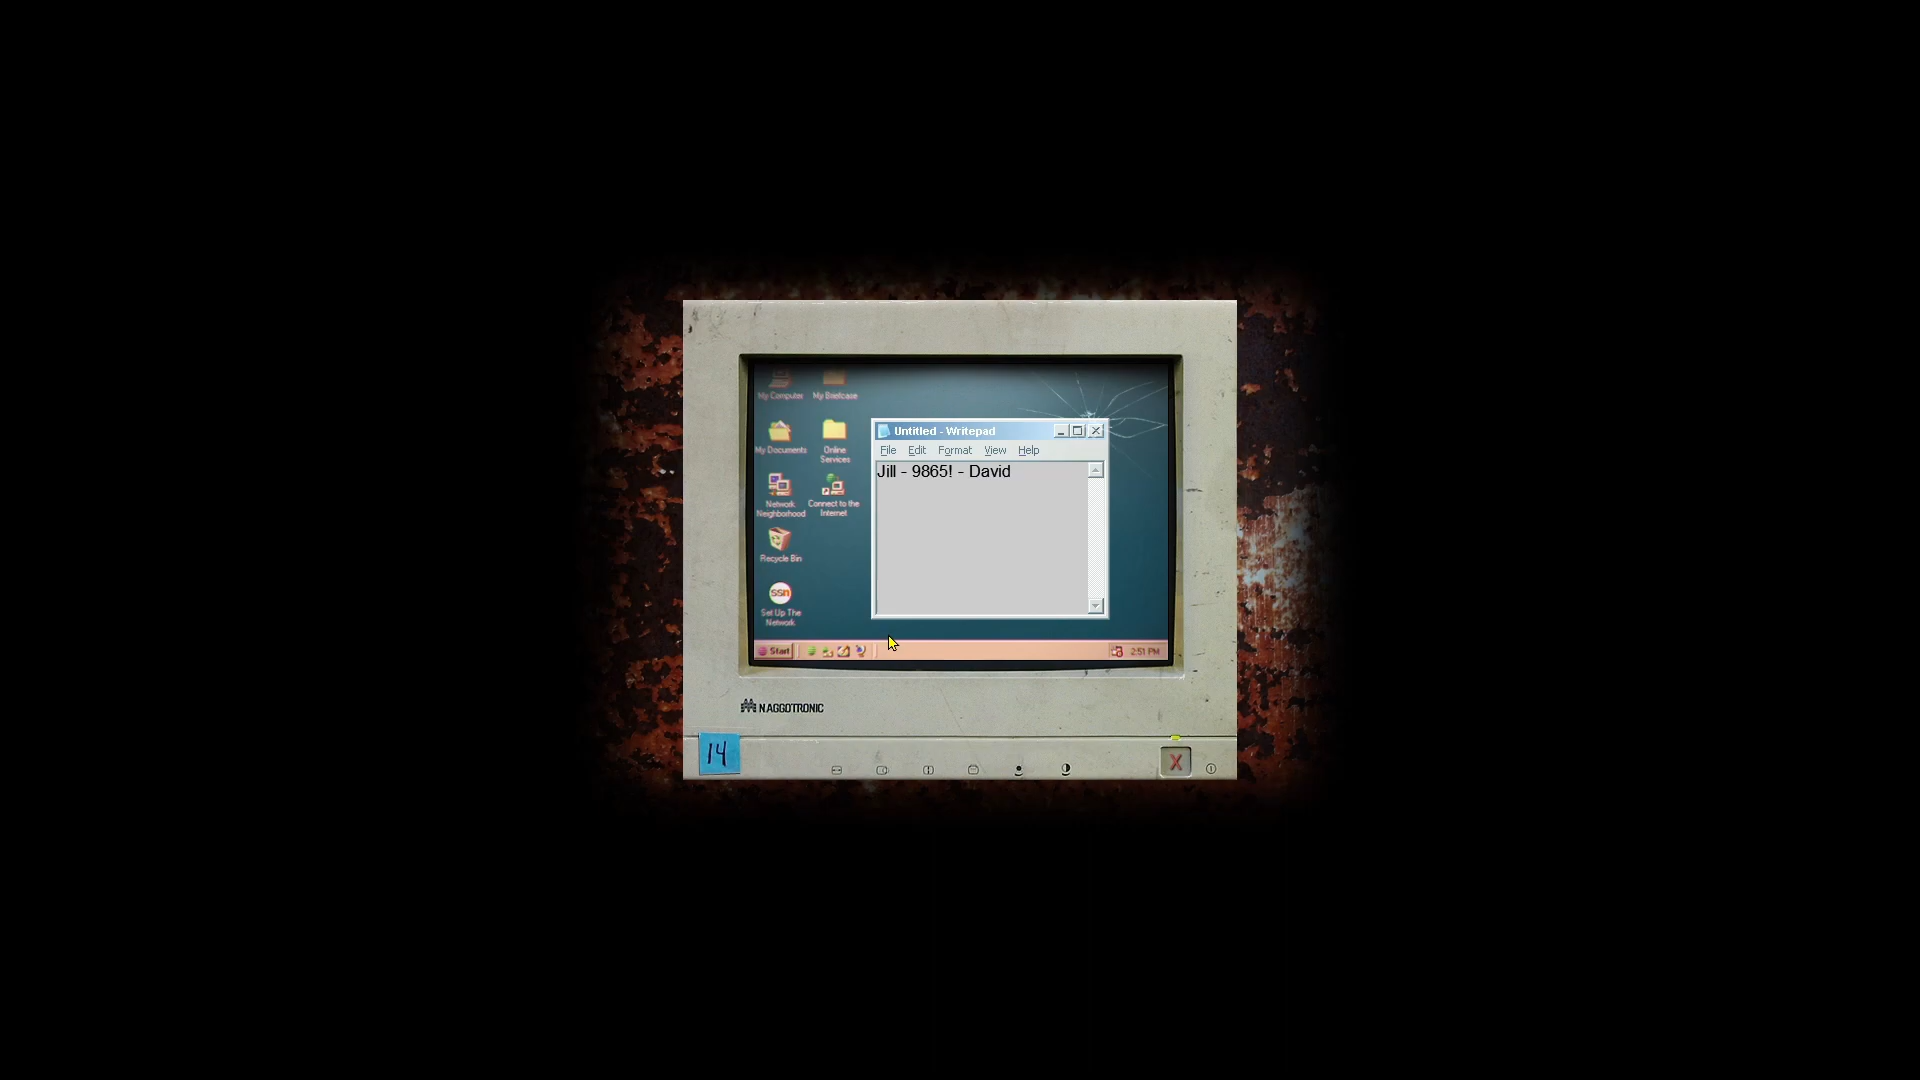 My Computer My Briefcase
Untitled - Writepad
My Documents Online Services
File Edit Format View Help
Jill - 9865! - David
Network Neighborhood Connect to the Internet
Recycle Bin
ssn
Set Up The Network
Start 2:51 PM
NAGGOTRONIC
14
X